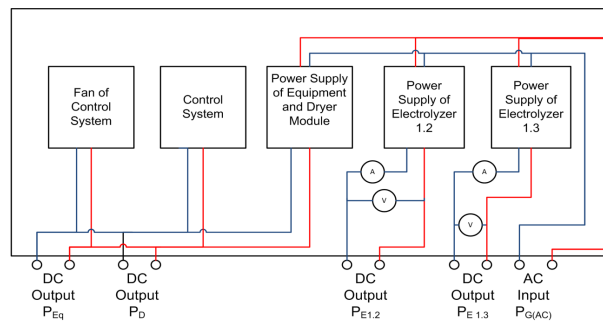 Fan of
Control
System
Control
System
Power Supply
of Equipment
and Dryer
Module
Power
Supply of
Electrolyzer
1.2
Power
Supply of
Electrolyzer
1.3
A
A
V
V
DC
Output
PEq
DC
Output
PD
DC
Output
PE1.2
DC
Output
PE 1.3
AC
Input
PG(AC)